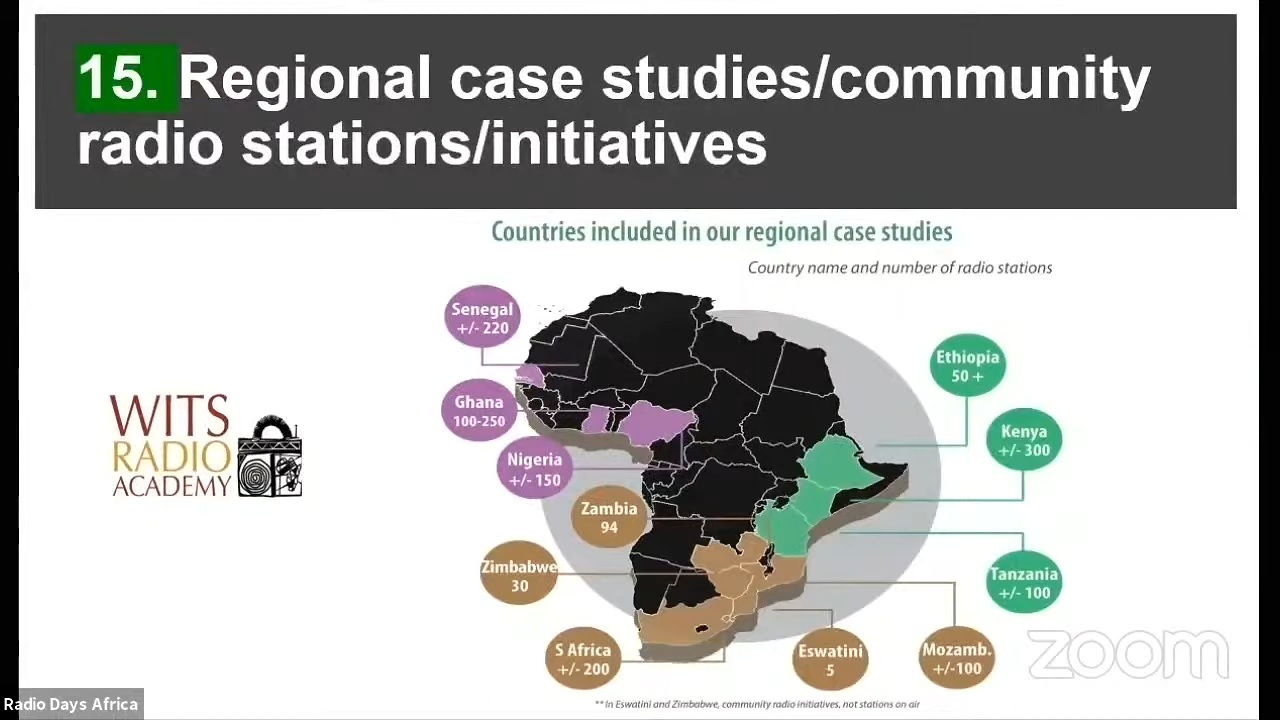 15. Regional case studies/community
radio stations/initiatives
Countries included in our regional case studies
Country name and number of radio stations
Senegal
+/- 220
Ghana
100-250
Nigeria
+/- 150
Zambia
94
Zimbabwe
30
S Africa
+/- 200
Eswatini
5
Mozamb.
+/-100
Tanzania
+/- 100
Kenya
+/- 300
Ethiopia
50 +
WITS
RADIO
ACADEMY
** In Eswatini and Zimbabwe, community radio initiatives, not stations on air
zoom
Radio Days Africa